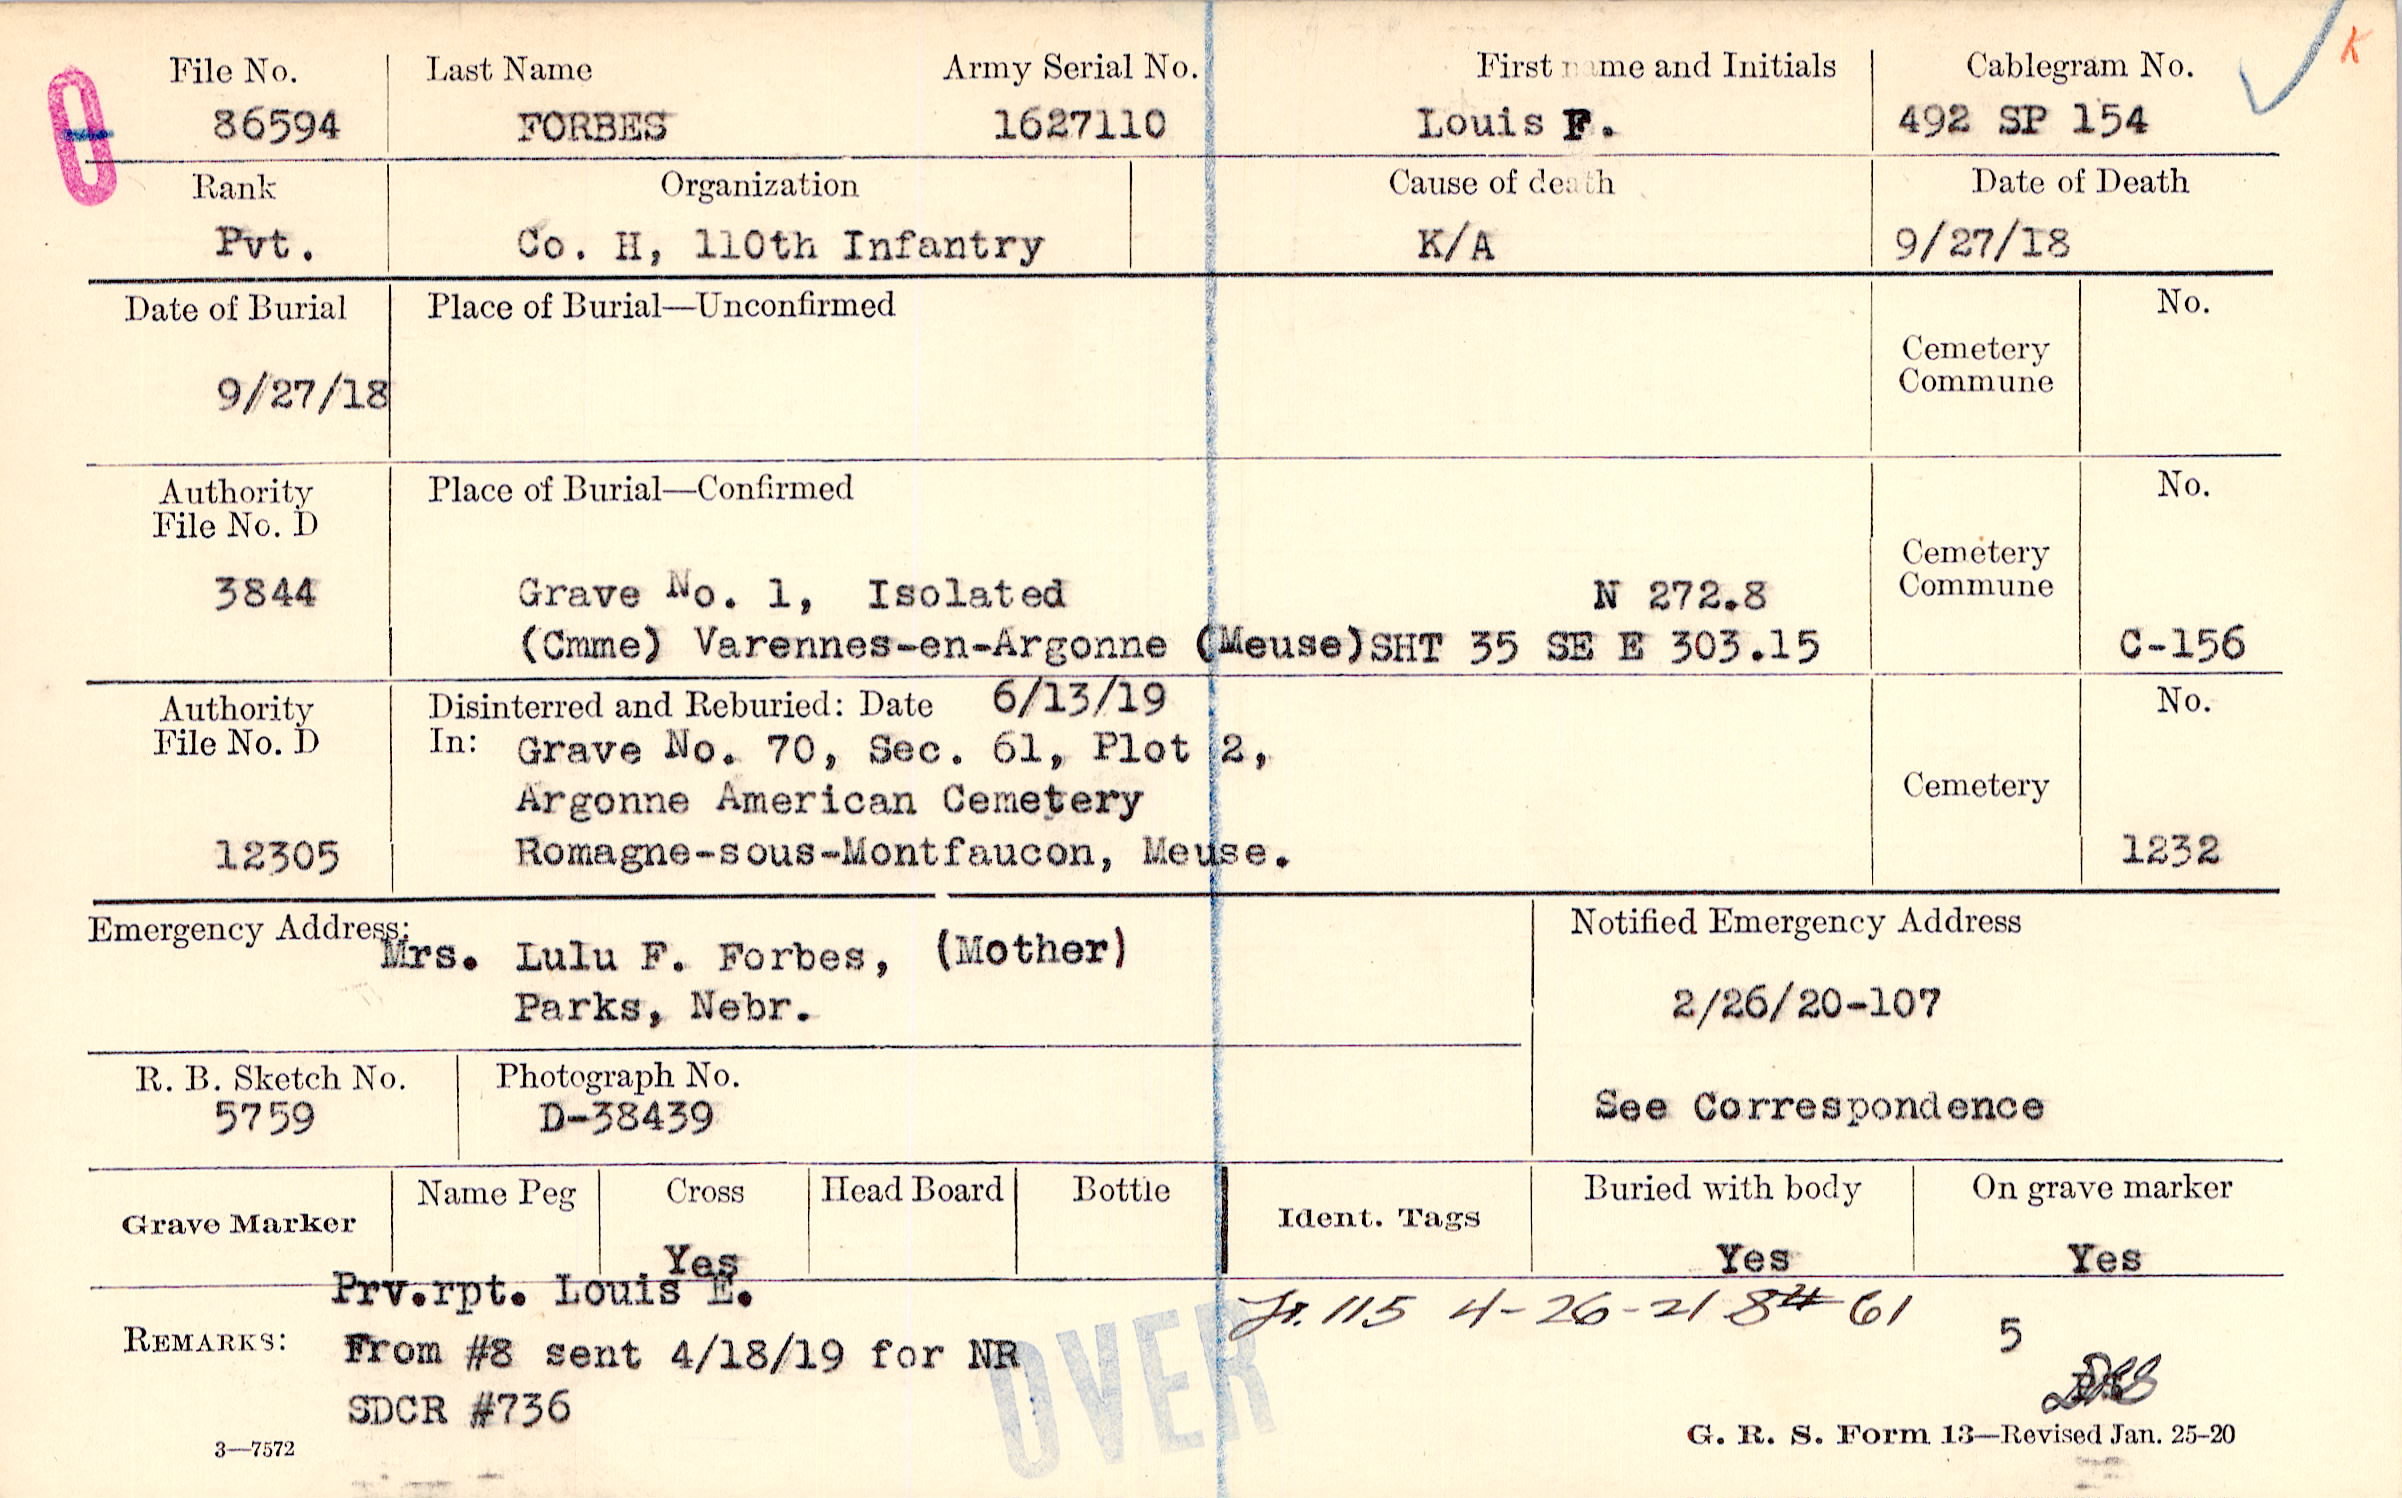 File No. Last Name Army Serial No. First name and Initials Cablegram No. K
86594 FORBES 1627110 Louis F. 492 SP 154
Rank Organization Cause of death Date of Death
Pvt. Co. H, 110th Infantry K/A 9/27/18
Date of Burial Place of Burial—Unconfirmed No.
Cemetery
Commune
9/27/18
Authority Place of Burial—Confirmed No.
File No. D
Cemetery
Commune
3844 Grave No. 1, Isolated N 272.8
(Cmme) Varennes-en-Argonne (Meuse)SHT 35 SE E 303.15 C-156
Authority Disinterred and Reburied: Date 6/13/19 No.
File No. D In: Grave No. 70, Sec. 61, Plot 2,
Argonne American Cemetery Cemetery
12305 Romagne-sous-Montfaucon, Meuse. 1232
Emergency Address: Notified Emergency Address
Mrs. Lulu F. Forbes, (Mother)
Parks, Nebr. 2/26/20-107
R. B. Sketch No. Photograph No.
5759 D-38439 See Correspondence
Grave Marker Name Peg Cross Head Board Bottle Ident. Tags Buried with body On grave marker
Yes Yes Yes
Prv.rpt. Louis E.
115 4-26-21 61
5
REMARKS: From #8 sent 4/18/19 for NR
SDCR #736
OVER
3—7572 G. R. S. Form 13—Revised Jan. 25-20